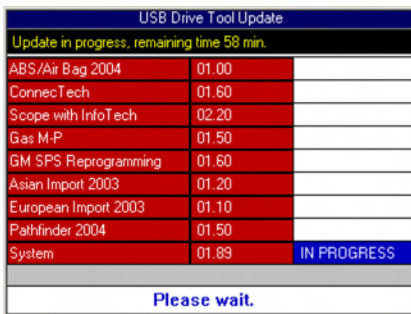 USB Drive Tool Update
Update in progress, remaining time 58 min.
ABS/Air Bag 2004 01.00
ConnecTech 01.60
Scope with InfoTech 02.20
Gas M-P 01.50
GM SPS Reprogramming 01.60
Asian Import 2003 01.20
European Import 2003 01.10
Pathfinder 2004 01.50
System 01.89 IN PROGRESS
Please wait.